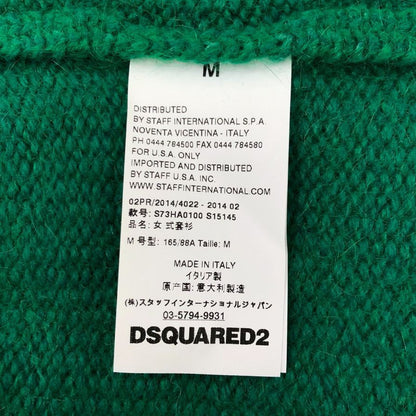 M
DISTRIBUTED
BY STAFF INTERNATIONAL S.P.A.
NOVENTA VICENTINA - ITALY
PH 0444 784500 FAX 0444 784580
FOR U.S.A. ONLY
IMPORTED AND DISTRIBUTED
BY STAFF U.S.A. INC.
WWW.STAFFINTERNATIONAL.COM
02PR/2014/4022 - 2014 02
款号: S73HA0100 S15145
品名: 女 式套衫
M 号型: 165/88A Taille: M
MADE IN ITALY
イタリア製
原产国: 意大利製造
(株)スタッフインターナショナルジャパン
03-5794-9931
DSQUARED2